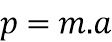 p = m.a